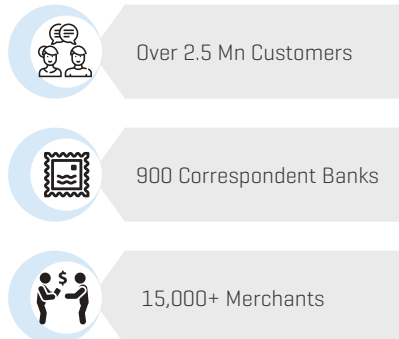 Over 2.5 Mn Customers
900 Correspondent Banks
$
15,000+ Merchants